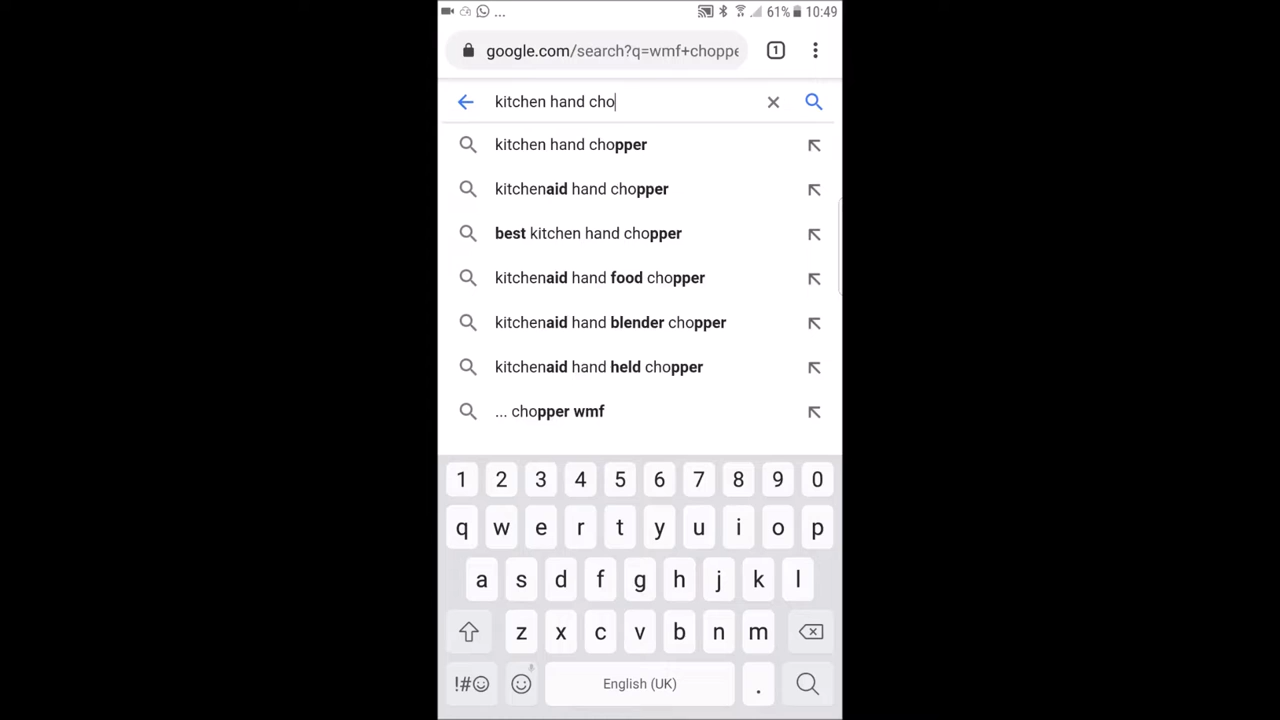 ... 61% 10:49
google.com/search?q=wmf+choppe 1
kitchen hand cho
kitchen hand chopper
kitchenaid hand chopper
best kitchen hand chopper
kitchenaid hand food chopper
kitchenaid hand blender chopper
kitchenaid hand held chopper
... chopper wmf
1 2 3 4 5 6 7 8 9 0
q w e r t y u i o p
a s d f g h j k l
z x c v b n m
!#☺ English (UK) .